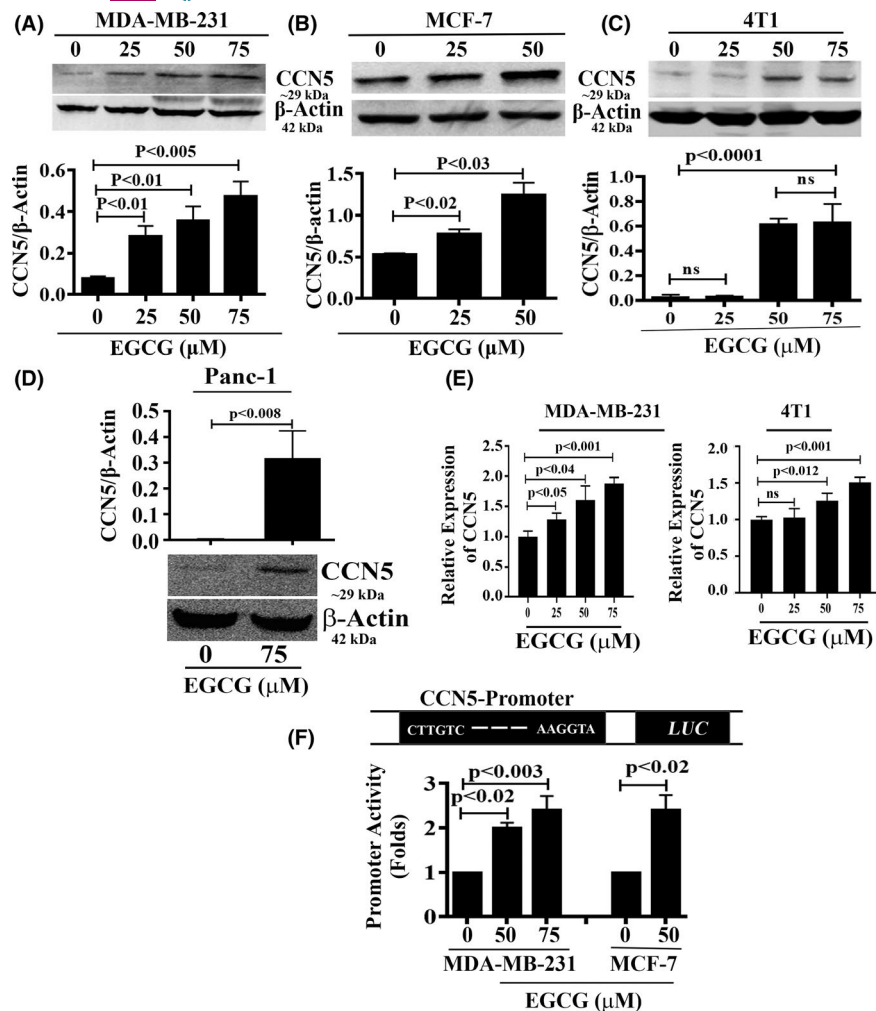 (A) MDA-MB-231
0 25 50 75
CCN5
~29 kDa
β-Actin
42 kDa
P<0.005
P<0.01
P<0.01
CCN5/β-Actin
0.6
0.4
0.2
0.0
0 25 50 75
EGCG (μM)
(B) MCF-7
0 25 50
CCN5
~29 kDa
β-Actin
42 kDa
P<0.03
P<0.02
CCN5/β-actin
1.5
1.0
0.5
0.0
0 25 50
EGCG (μM)
(C) 4T1
0 25 50 75
CCN5
~29 kDa
β-Actin
42 kDa
p<0.0001
ns
ns
CCN5/β-Actin
1.0
0.8
0.6
0.4
0.2
0.0
0 25 50 75
EGCG (μM)
(D) Panc-1
p<0.008
CCN5/β-Actin
0.5
0.4
0.3
0.2
0.1
0.0
CCN5
~29 kDa
β-Actin
42 kDa
0 75
EGCG (μM)
(E)
MDA-MB-231
p<0.001
p<0.04
p<0.05
Relative Expression
of CCN5
2.5
2.0
1.5
1.0
0.5
0.0
0 25 50 75
EGCG (μM)
4T1
p<0.001
p<0.012
ns
Relative Expression
of CCN5
2.0
1.5
1.0
0.5
0.0
0 25 50 75
EGCG (μM)
CCN5-Promoter
(F)
CTTGTC — — — AAGGTA LUC
p<0.003
p<0.02
p<0.02
Promoter Activity
(Folds)
3
2
1
0
0 50 75 0 50
MDA-MB-231 MCF-7
EGCG (μM)